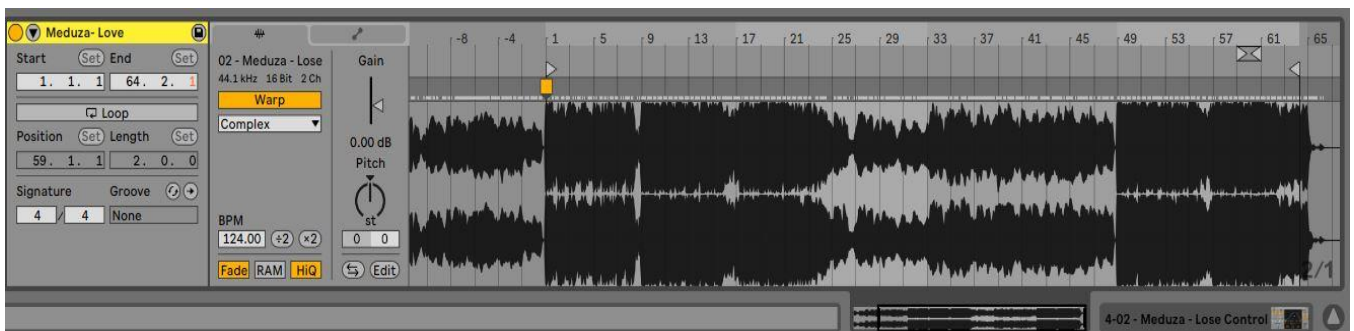 Meduza- Love
Start Set End Set
1. 1. 1 64. 2. 1
Loop
Position Set Length Set
59. 1. 1 2. 0. 0
Signature Groove
4 / 4 None
02 - Meduza - Lose
44.1 kHz 16 Bit 2 Ch
Warp
Complex
BPM
124.00 ÷2 ×2
Fade RAM HiQ
Gain
0.00 dB
Pitch
st
0 0
Edit
-8 -4 1 5 9 13 17 21 25 29 33 37 41 45 49 53 57 61 65
2/1
4-02 - Meduza - Lose Control